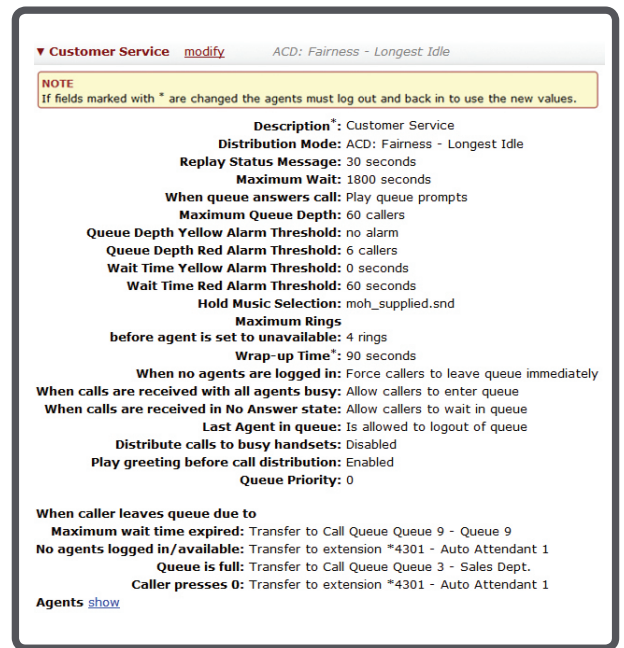 ▼ Customer Service modify ACD: Fairness - Longest Idle
NOTE
If fields marked with * are changed the agents must log out and back in to use the new values.
Description*: Customer Service
Distribution Mode: ACD: Fairness - Longest Idle
Replay Status Message: 30 seconds
Maximum Wait: 1800 seconds
When queue answers call: Play queue prompts
Maximum Queue Depth: 60 callers
Queue Depth Yellow Alarm Threshold: no alarm
Queue Depth Red Alarm Threshold: 6 callers
Wait Time Yellow Alarm Threshold: 0 seconds
Wait Time Red Alarm Threshold: 60 seconds
Hold Music Selection: moh_supplied.snd
Maximum Rings
before agent is set to unavailable: 4 rings
Wrap-up Time*: 90 seconds
When no agents are logged in: Force callers to leave queue immediately
When calls are received with all agents busy: Allow callers to enter queue
When calls are received in No Answer state: Allow callers to wait in queue
Last Agent in queue: Is allowed to logout of queue
Distribute calls to busy handsets: Disabled
Play greeting before call distribution: Enabled
Queue Priority: 0
When caller leaves queue due to
Maximum wait time expired: Transfer to Call Queue Queue 9 - Queue 9
No agents logged in/available: Transfer to extension *4301 - Auto Attendant 1
Queue is full: Transfer to Call Queue Queue 3 - Sales Dept.
Caller presses 0: Transfer to extension *4301 - Auto Attendant 1
Agents show